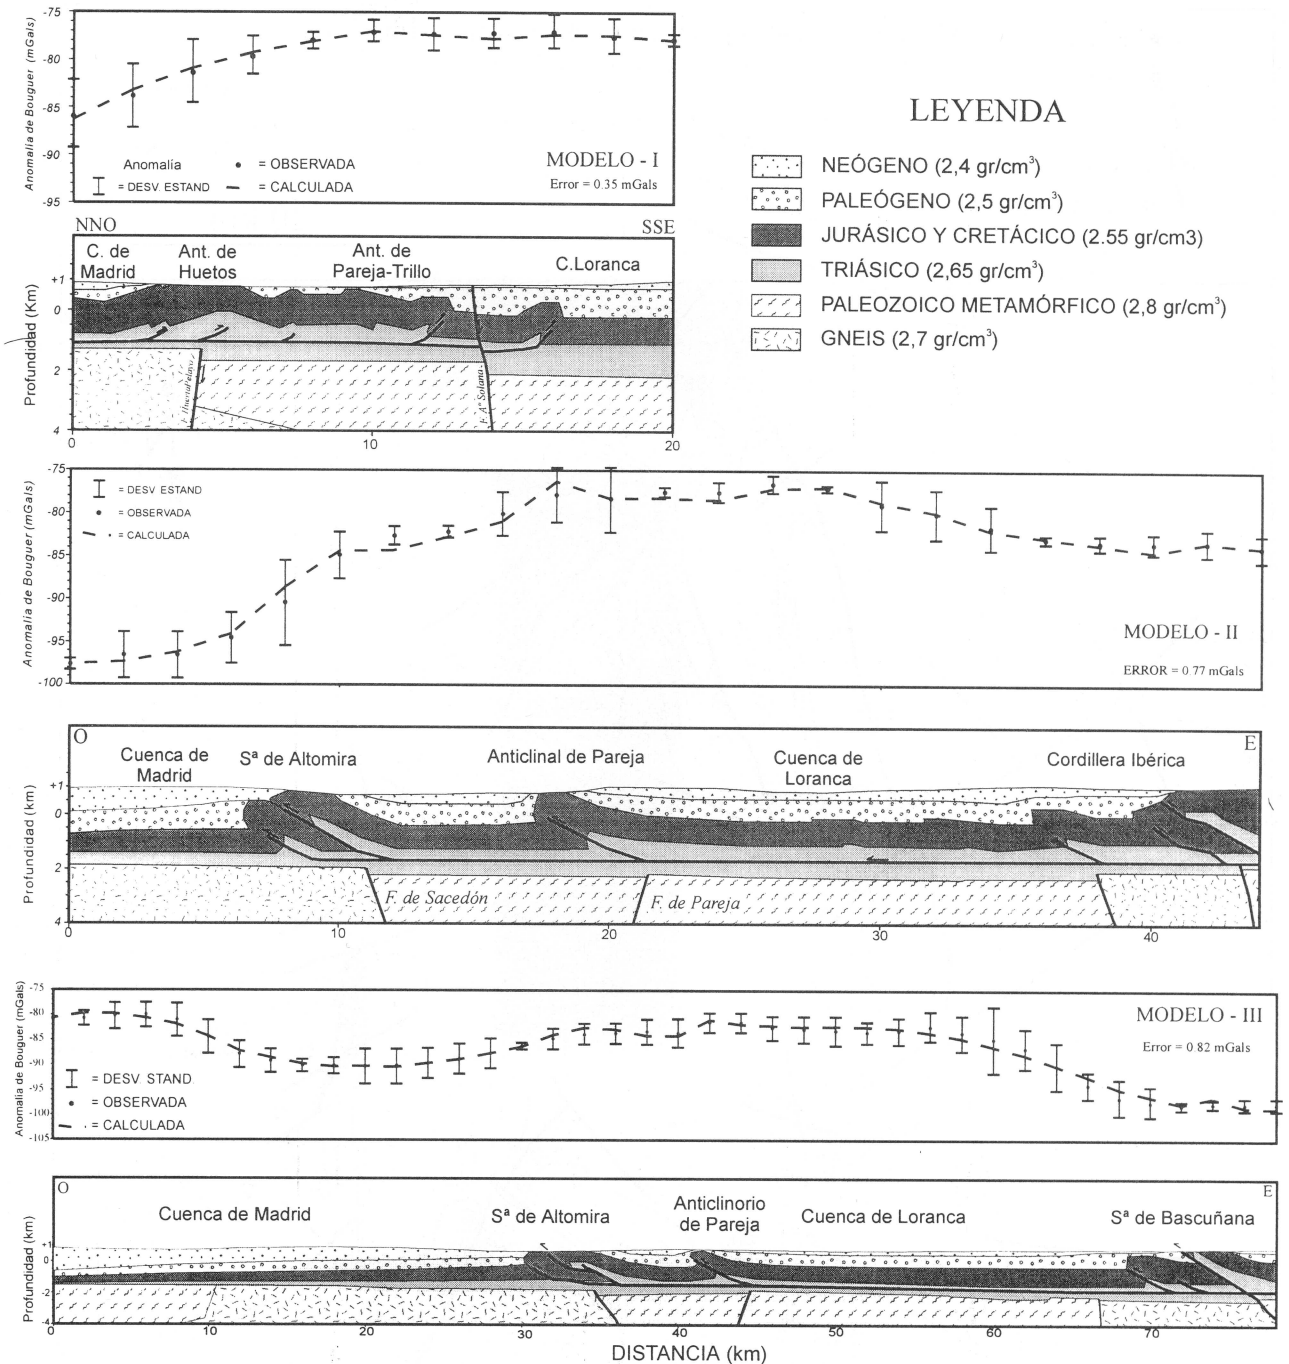 -75
-80
-85
-90
-95
Anomalia de Bouguer (mGals)
Anomalia
= OBSERVADA
= DESV. ESTAND
= CALCULADA
MODELO - I
Error = 0.35 mGals
LEYENDA
NEÓGENO (2,4 gr/cm³)
PALEÓGENO (2,5 gr/cm³)
JURÁSICO Y CRETÁCICO (2.55 gr/cm3)
TRIÁSICO (2,65 gr/cm³)
PALEOZOICO METAMÓRFICO (2,8 gr/cm³)
GNEIS (2,7 gr/cm³)
NNO
SSE
C. de Madrid
Ant. de Huetos
Ant. de Pareja-Trillo
C.Loranca
Profundidad (Km)
+1
0
2
4
F. Aª Solana
0
10
20
-75
-80
-85
-90
-95
-100
Anomalia de Bouguer (mGals)
= DESV ESTAND
= OBSERVADA
= CALCULADA
MODELO - II
ERROR = 0.77 mGals
O
E
Cuenca de Madrid
Sª de Altomira
Anticlinal de Pareja
Cuenca de Loranca
Cordillera Ibérica
Profundidad (km)
+1
0
2
4
F. de Sacedón
F. de Pareja
0
10
20
30
40
-75
-80
-85
-90
-95
-100
-105
Anomalia de Bouguer (mGals)
= DESV STAND
= OBSERVADA
= CALCULADA
MODELO - III
Error = 0 82 mGals
O
E
Cuenca de Madrid
Sª de Altomira
Anticlinorio de Pareja
Cuenca de Loranca
Sª de Bascuñana
Profundidad (km)
+1
0
-2
-4
0
10
20
30
40
50
60
70
DISTANCIA (km)